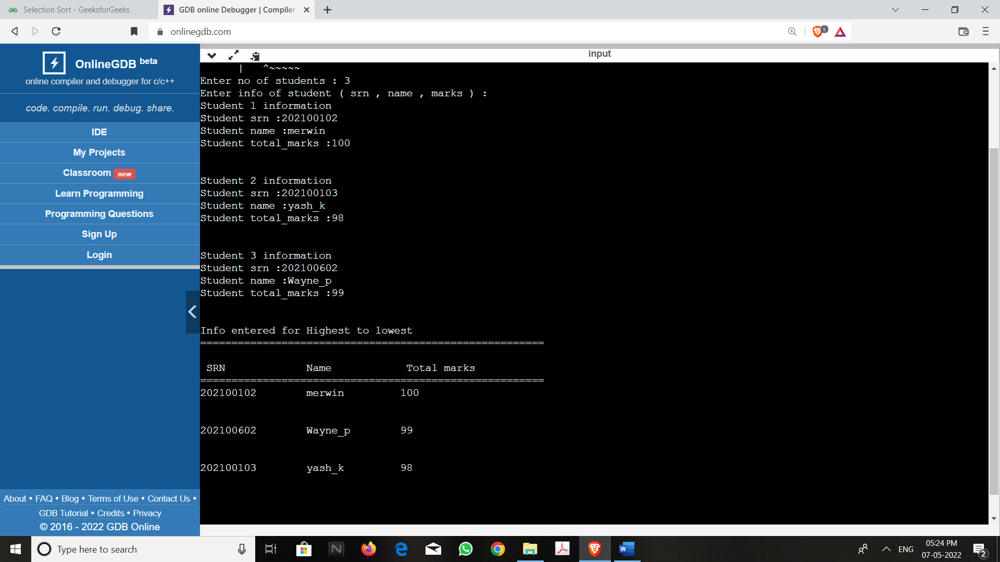 Selection Sort - GeeksforGeeks
GDB online Debugger | Compiler
onlinegdb.com
5
OnlineGDB beta
online compiler and debugger for c/c++
code. compile. run. debug. share.
IDE
My Projects
Classroom new
Learn Programming
Programming Questions
Sign Up
Login
About • FAQ • Blog • Terms of Use • Contact Us •
GDB Tutorial • Credits • Privacy
© 2016 - 2022 GDB Online
input
| ^~~~~~
Enter no of students : 3
Enter info of student ( srn , name , marks ) :
Student 1 information
Student srn :202100102
Student name :merwin
Student total_marks :100
Student 2 information
Student srn :202100103
Student name :yash_k
Student total_marks :98
Student 3 information
Student srn :202100602
Student name :Wayne_p
Student total_marks :99
Info entered for Highest to lowest
=======================================================
SRN Name Total marks
=======================================================
202100102 merwin 100
202100602 Wayne_p 99
202100103 yash_k 98
Type here to search
ENG
05:24 PM
07-05-2022
2